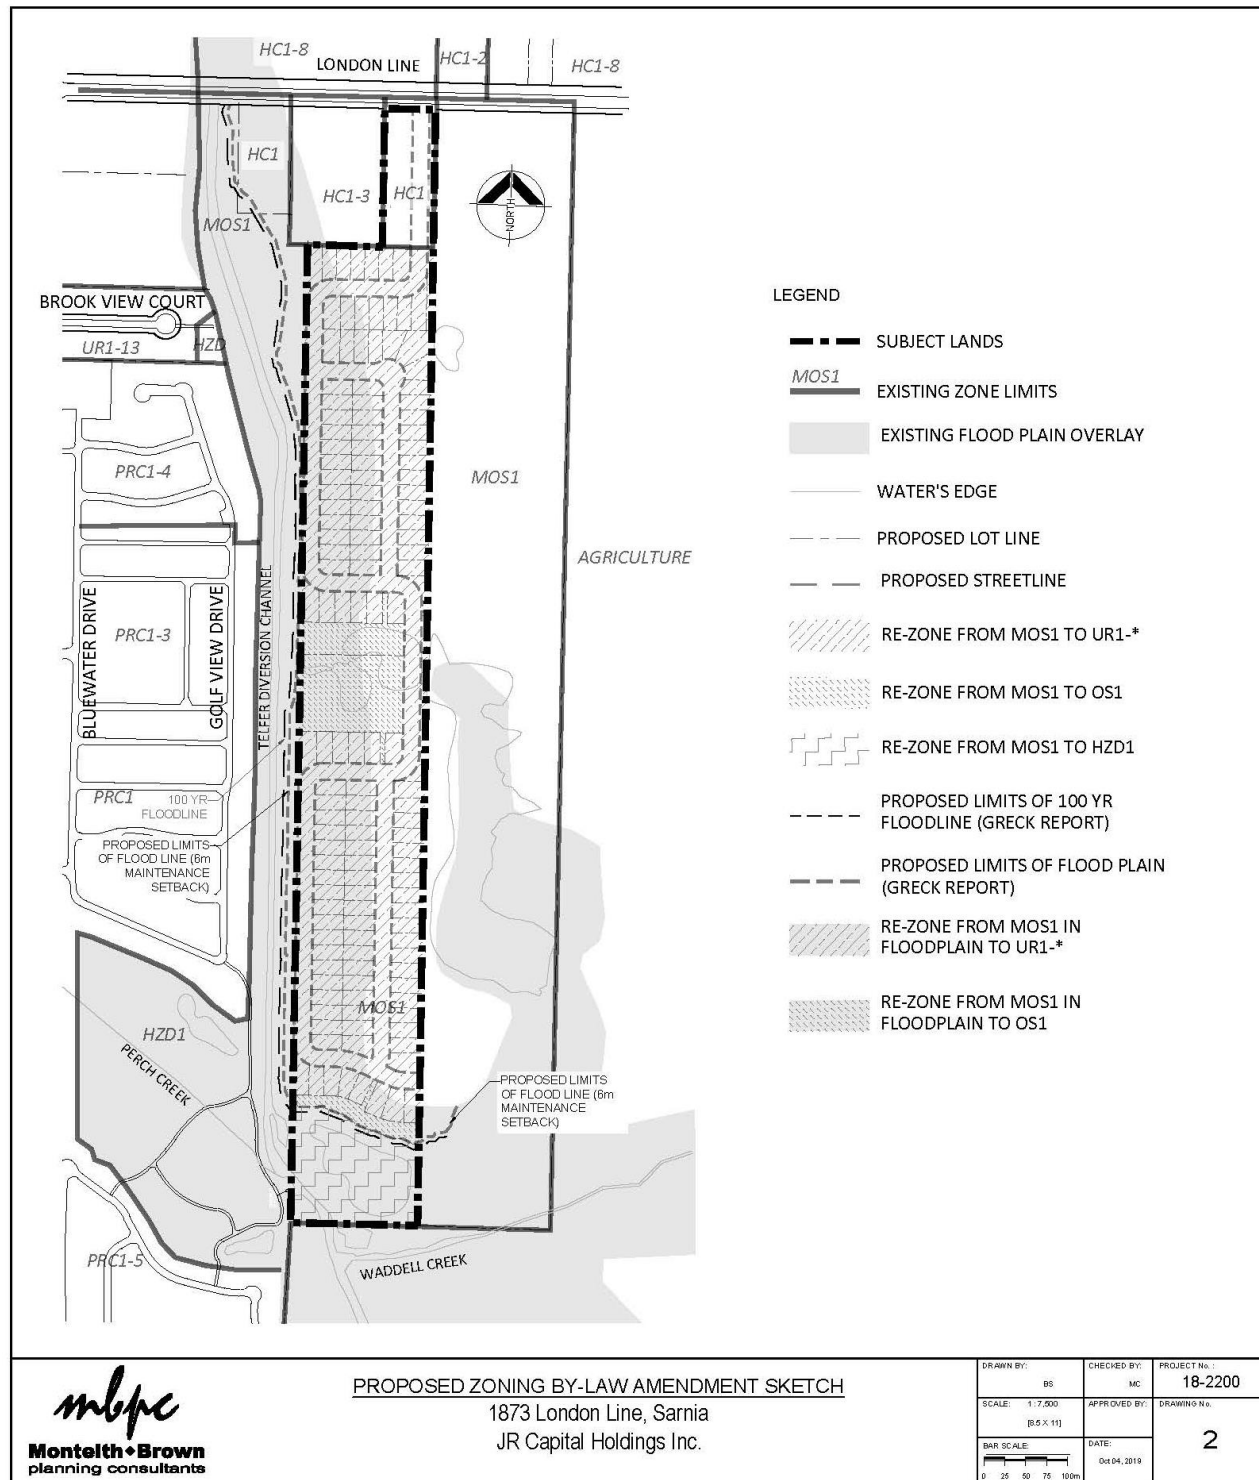 HC1-8
LONDON LINE
HC1-2
HC1-8
HC1
HC1-3
HC1
MOS1
NORTH
BROOK VIEW COURT
UR1-13
HZD
PRC1-4
MOS1
AGRICULTURE
BLUEWATER DRIVE
PRC1-3
GOLF VIEW DRIVE
TELFER DIVERSION CHANNEL
PRC1
100 YR
FLOODLINE
PROPOSED LIMITS
OF FLOOD LINE (6m
MAINTENANCE
SETBACK)
MOS1
HZD1
PERCH CREEK
PROPOSED LIMITS
OF FLOOD LINE (6m
MAINTENANCE
SETBACK)
PRC1-5
WADDELL CREEK
LEGEND
SUBJECT LANDS
MOS1
EXISTING ZONE LIMITS
EXISTING FLOOD PLAIN OVERLAY
WATER'S EDGE
PROPOSED LOT LINE
PROPOSED STREETLINE
RE-ZONE FROM MOS1 TO UR1-*
RE-ZONE FROM MOS1 TO OS1
RE-ZONE FROM MOS1 TO HZD1
PROPOSED LIMITS OF 100 YR
FLOODLINE (GRECK REPORT)
PROPOSED LIMITS OF FLOOD PLAIN
(GRECK REPORT)
RE-ZONE FROM MOS1 IN
FLOODPLAIN TO UR1-*
RE-ZONE FROM MOS1 IN
FLOODPLAIN TO OS1
mbpc
Monteith•Brown
planning consultants
PROPOSED ZONING BY-LAW AMENDMENT SKETCH
1873 London Line, Sarnia
JR Capital Holdings Inc.
DRAWN BY:
BS
CHECKED BY:
MC
PROJECT No. :
18-2200
SCALE: 1:7,500
[8.5 X 11]
APPROVED BY:
DRAWING No.
2
BAR SCALE:
0 25 50 75 100m
DATE:
Oct 04, 2019